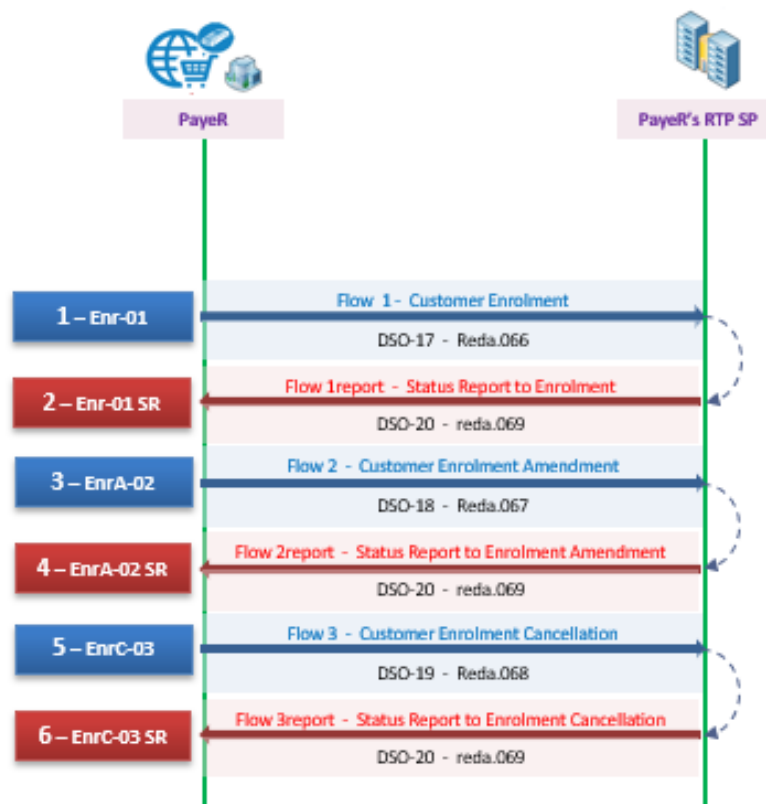 PayeR
PayeR's RTP SP
1 – Enr-01
Flow 1 - Customer Enrolment
DSO-17 - Reda.066
2 – Enr-01 SR
Flow 1report - Status Report to Enrolment
DSO-20 - reda.069
3 – EnrA-02
Flow 2 - Customer Enrolment Amendment
DSO-18 - Reda.067
4 – EnrA-02 SR
Flow 2report - Status Report to Enrolment Amendment
DSO-20 - reda.069
5 – EnrC-03
Flow 3 - Customer Enrolment Cancellation
DSO-19 - Reda.068
6 – EnrC-03 SR
Flow 3report - Status Report to Enrolment Cancellation
DSO-20 - reda.069